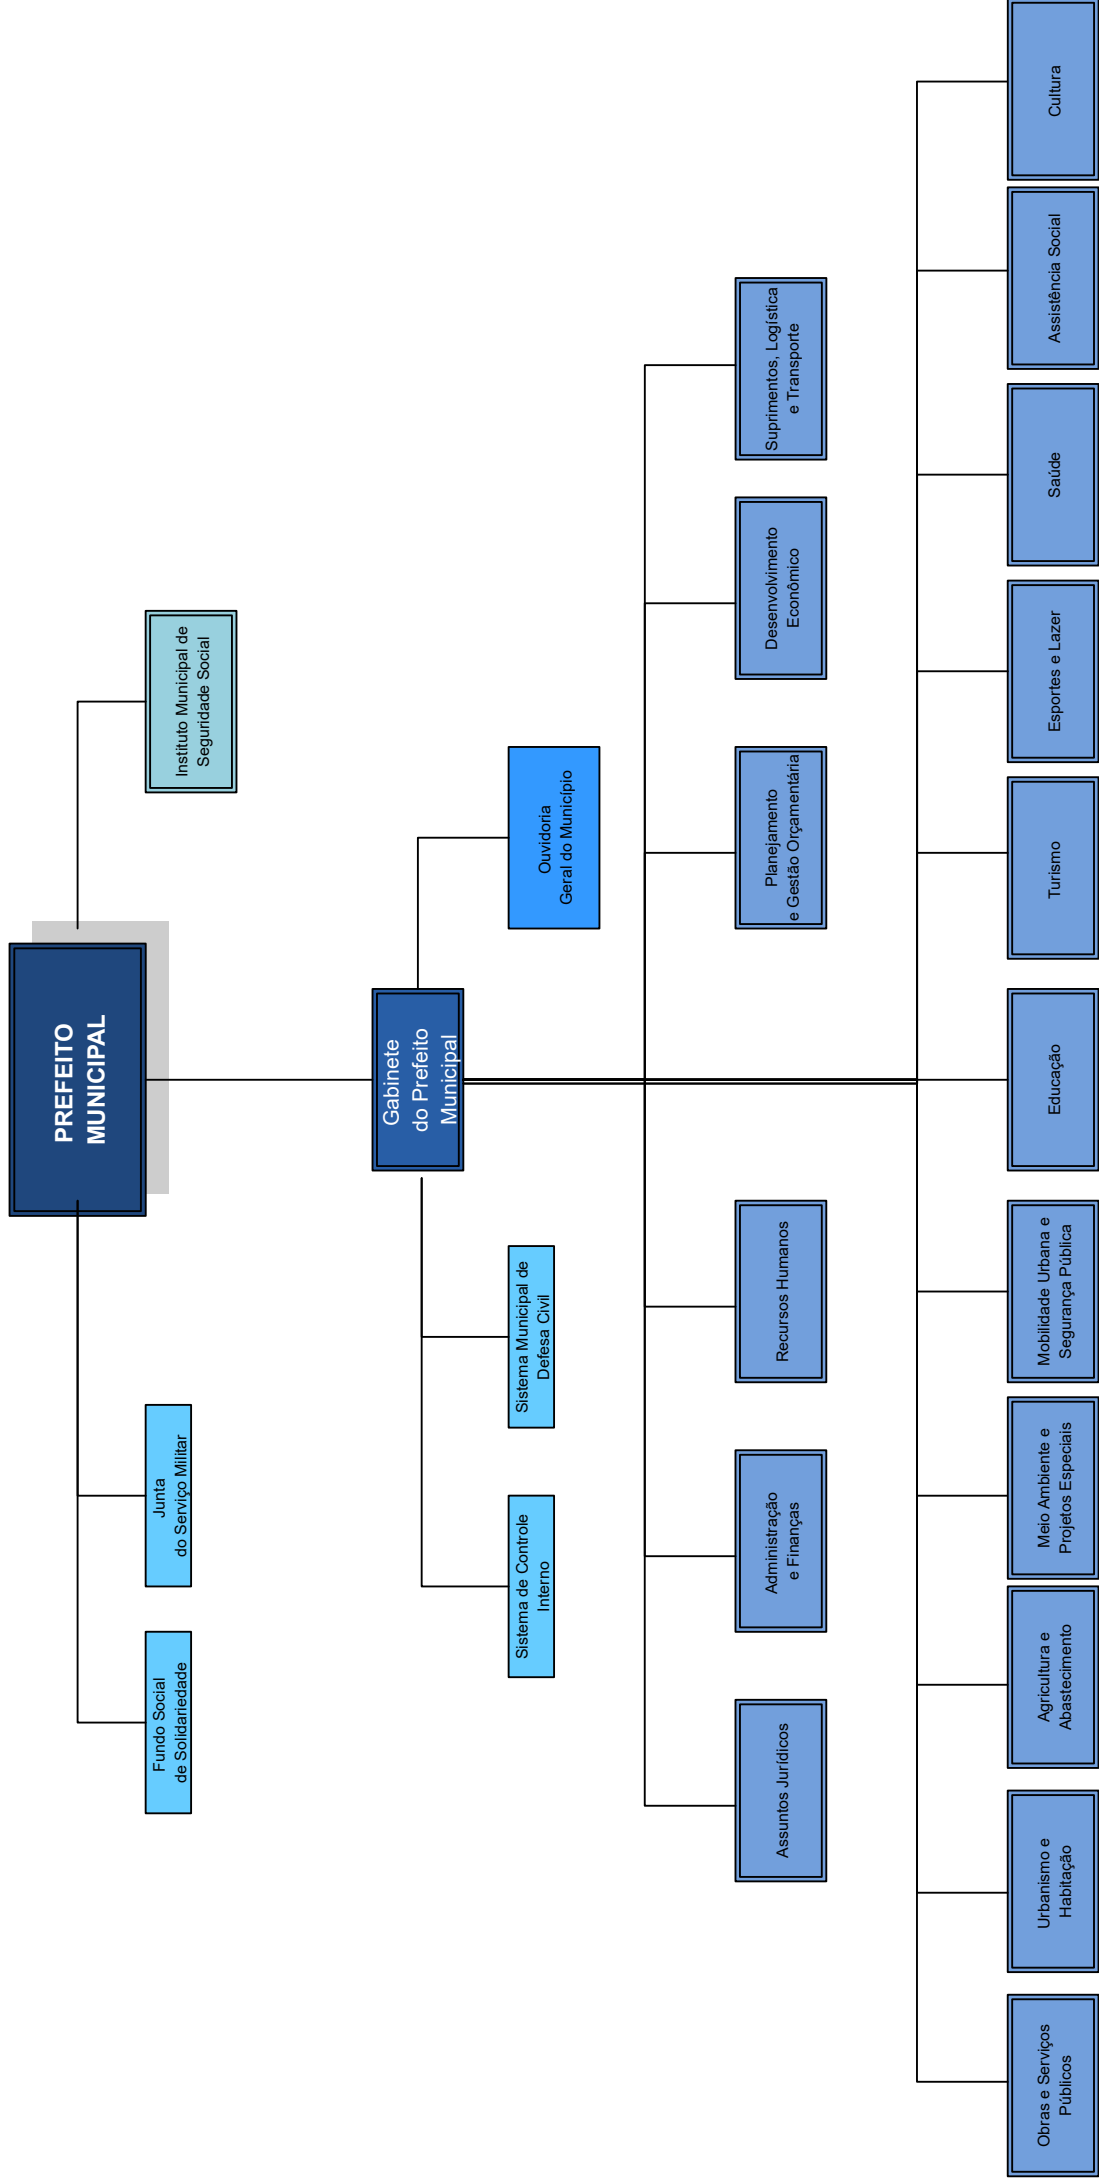 PREFEITO
MUNICIPAL
Fundo Social
de Solidariedade
Junta
do Serviço Militar
Instituto Municipal de
Seguridade Social
Gabinete
do Prefeito
Municipal
Sistema de Controle
Interno
Sistema Municipal de
Defesa Civil
Ouvidoria
Geral do Município
Assuntos Jurídicos
Administração
e Finanças
Recursos Humanos
Planejamento
e Gestão Orçamentária
Desenvolvimento
Econômico
Suprimentos, Logística
e Transporte
Obras e Serviços
Públicos
Urbanismo e
Habitação
Agricultura e
Abastecimento
Meio Ambiente e
Projetos Especiais
Mobilidade Urbana e
Segurança Pública
Educação
Turismo
Esportes e Lazer
Saúde
Assistência Social
Cultura